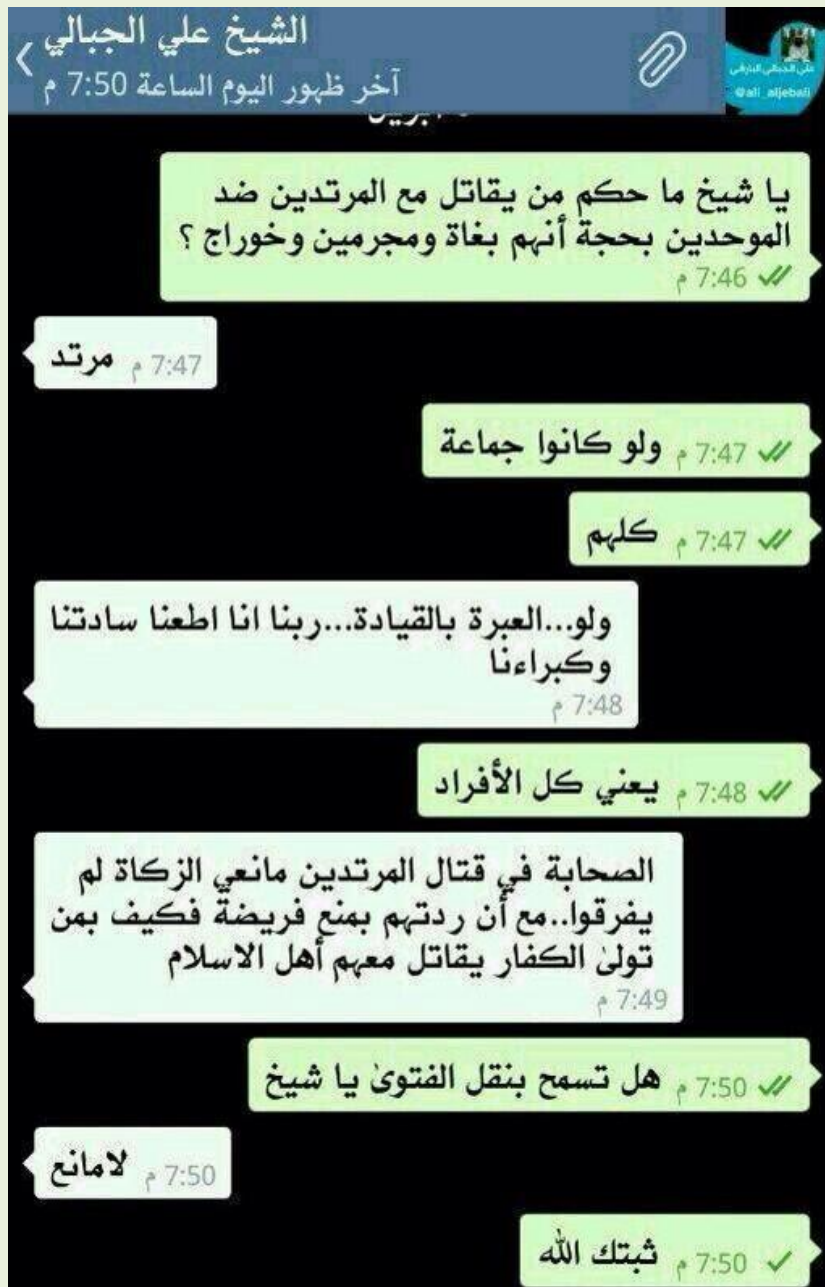 الشيخ علي الجبالي
آخر ظهور اليوم الساعة 7:50 م
علي الجبالي البارقي
@ali_aljebali
يا شيخ ما حكم من يقاتل مع المرتدين ضد
الموحدين بحجة أنهم بغاة ومجرمين وخوراج ؟
7:46 م
مرتد 7:47 م
ولو كانوا جماعة 7:47 م
كلهم 7:47 م
ولو...العبرة بالقيادة...ربنا انا اطعنا سادتنا
وكبراءنا
7:48 م
يعني كل الأفراد 7:48 م
الصحابة في قتال المرتدين مانعي الزكاة لم
يفرقوا..مع أن ردتهم بمنع فريضة فكيف بمن
تولىٰ الكفار يقاتل معهم أهل الاسلام
7:49 م
هل تسمح بنقل الفتوىٰ يا شيخ 7:50 م
لامانع 7:50 م
ثبتك الله 7:50 م